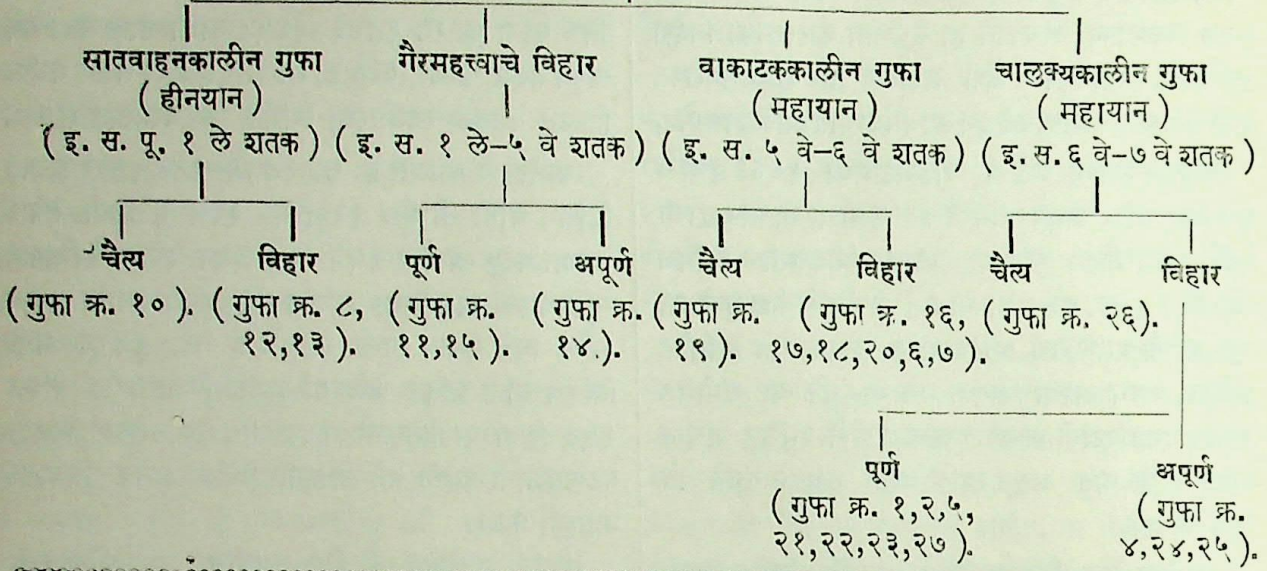 सातवाहनकालीन गुफा गैरमहत्त्वाचे विहार वाकाटककालीन गुफा चालुक्यकालीन गुफा
( हीनयान ) ( महायान ) ( महायान )
( इ. स. पू. १ ले शतक ) ( इ. स. १ ले-५ वे शतक ) ( इ. स. ५ वे-६ वे शतक ) ( इ. स. ६ वे-७ वे शतक )
चैत्य विहार पूर्ण अपूर्ण चैत्य विहार चैत्य विहार
( गुफा क्र. १० ). ( गुफा क्र. ८, ( गुफा क्र. ( गुफा क्र. ( गुफा क्र. ( गुफा क्र. १६, ( गुफा क्र. २६ ).
१२,१३ ). ११,१५ ). १४ ). १९ ). १७,१८,२०,६,७ ).
पूर्ण अपूर्ण
( गुफा क्र. १,२,५, ( गुफा क्र.
२१,२२,२३,२७ ). ४,२४,२५ ).